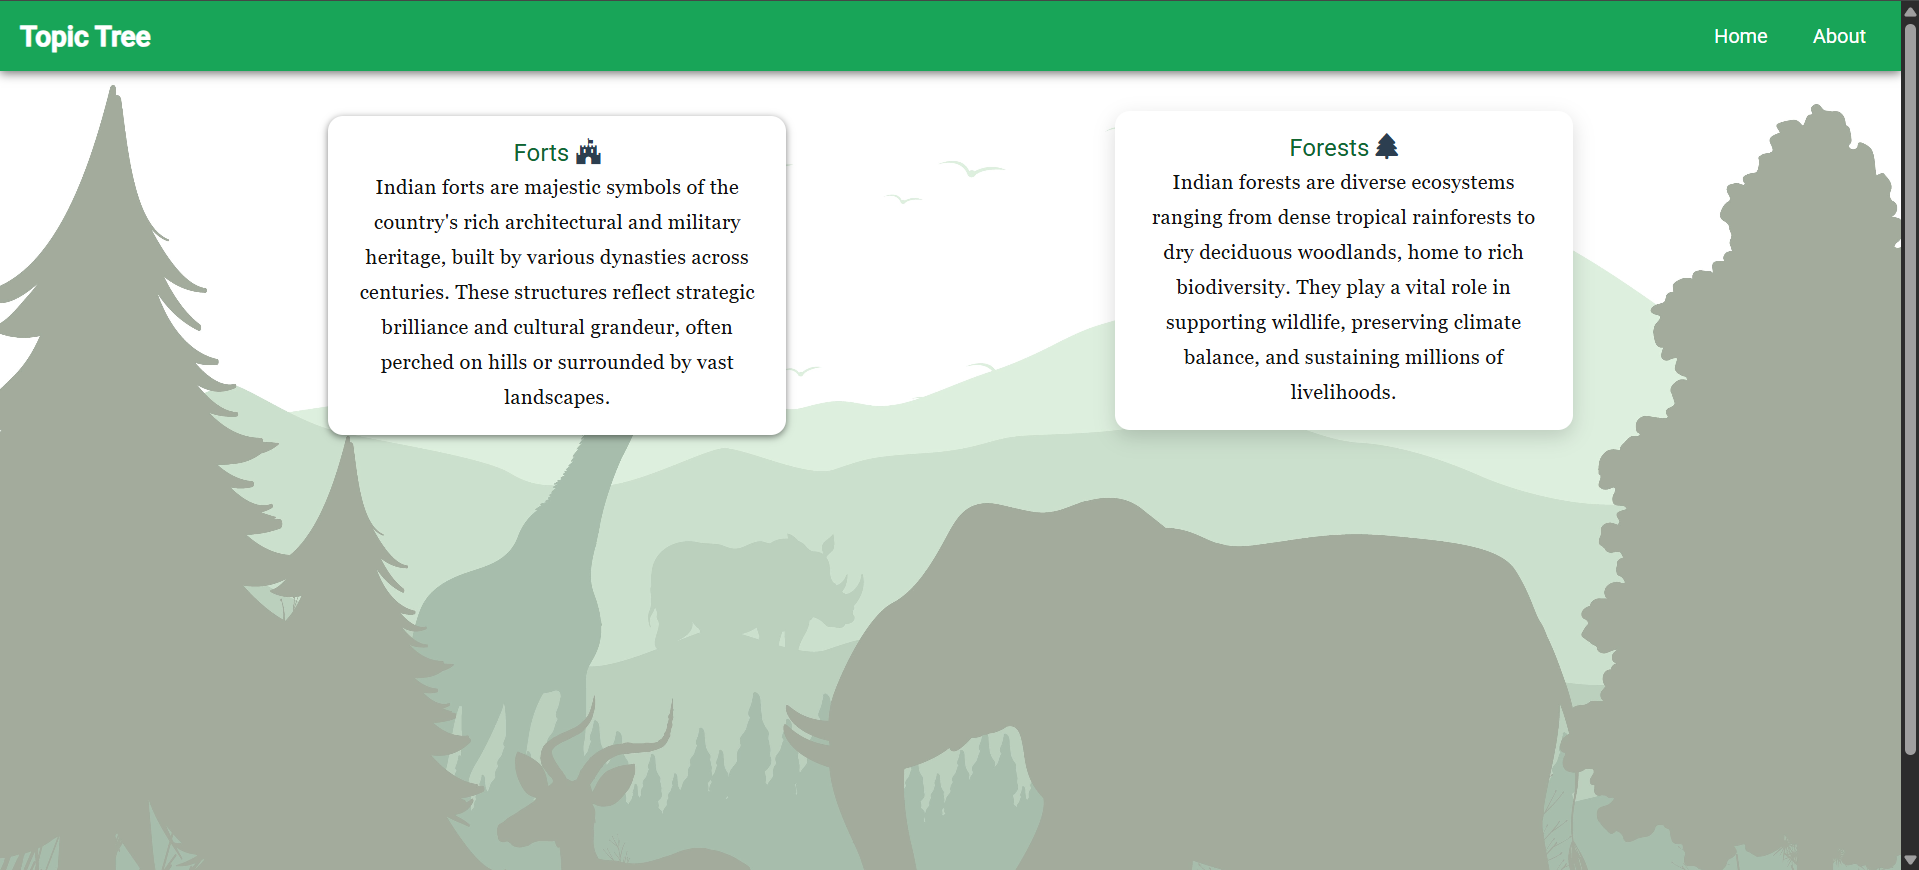 Topic Tree
Home
About
Forts
Indian forts are majestic symbols of the
country's rich architectural and military
heritage, built by various dynasties across
centuries. These structures reflect strategic
brilliance and cultural grandeur, often
perched on hills or surrounded by vast
landscapes.
Forests
Indian forests are diverse ecosystems
ranging from dense tropical rainforests to
dry deciduous woodlands, home to rich
biodiversity. They play a vital role in
supporting wildlife, preserving climate
balance, and sustaining millions of
livelihoods.